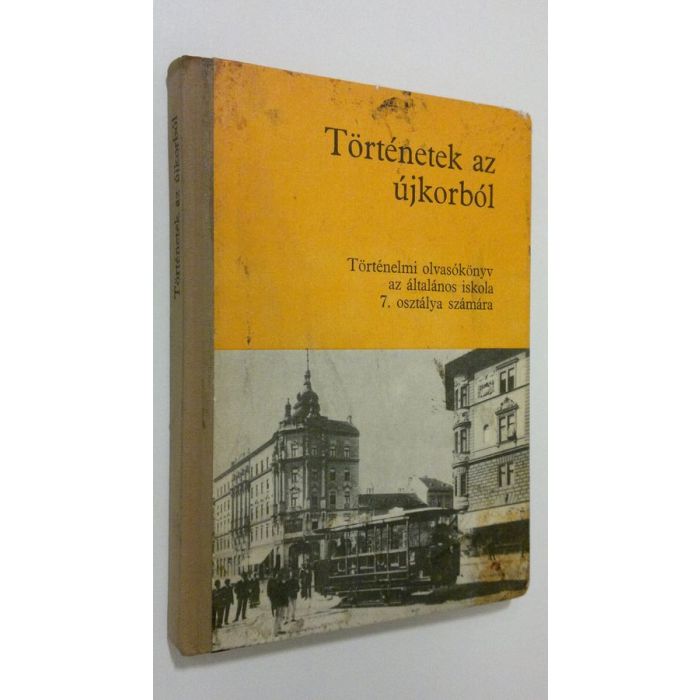 Történetek az újkorból
Történetek az
újkorból
Történelmi olvasókönyv
az általános iskola
7. osztálya számára